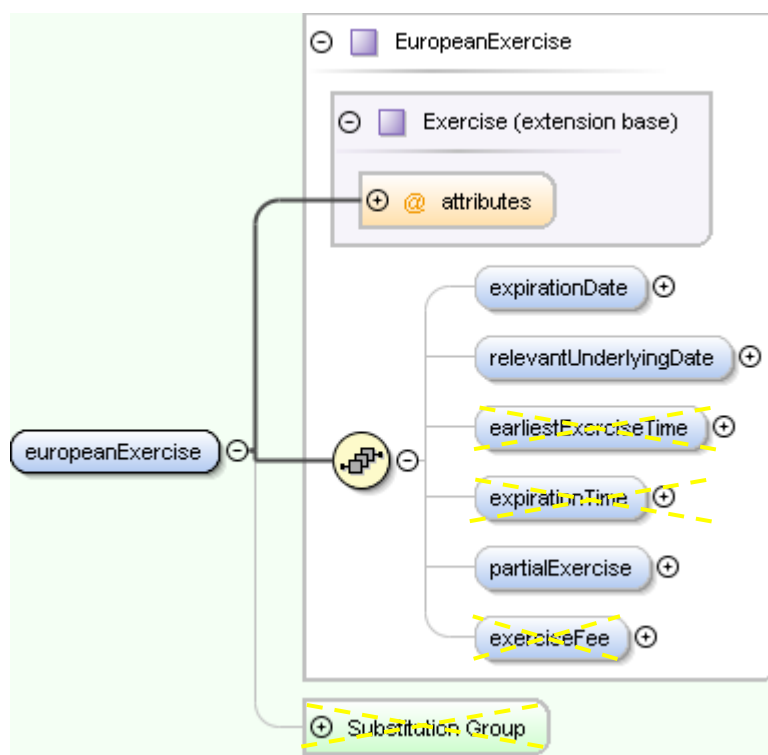 EuropeanExercise
Exercise (extension base)
@ attributes
expirationDate
relevantUnderlyingDate
earliestExerciseTime
europeanExercise
expirationTime
partialExercise
exerciseFee
Substitution Group